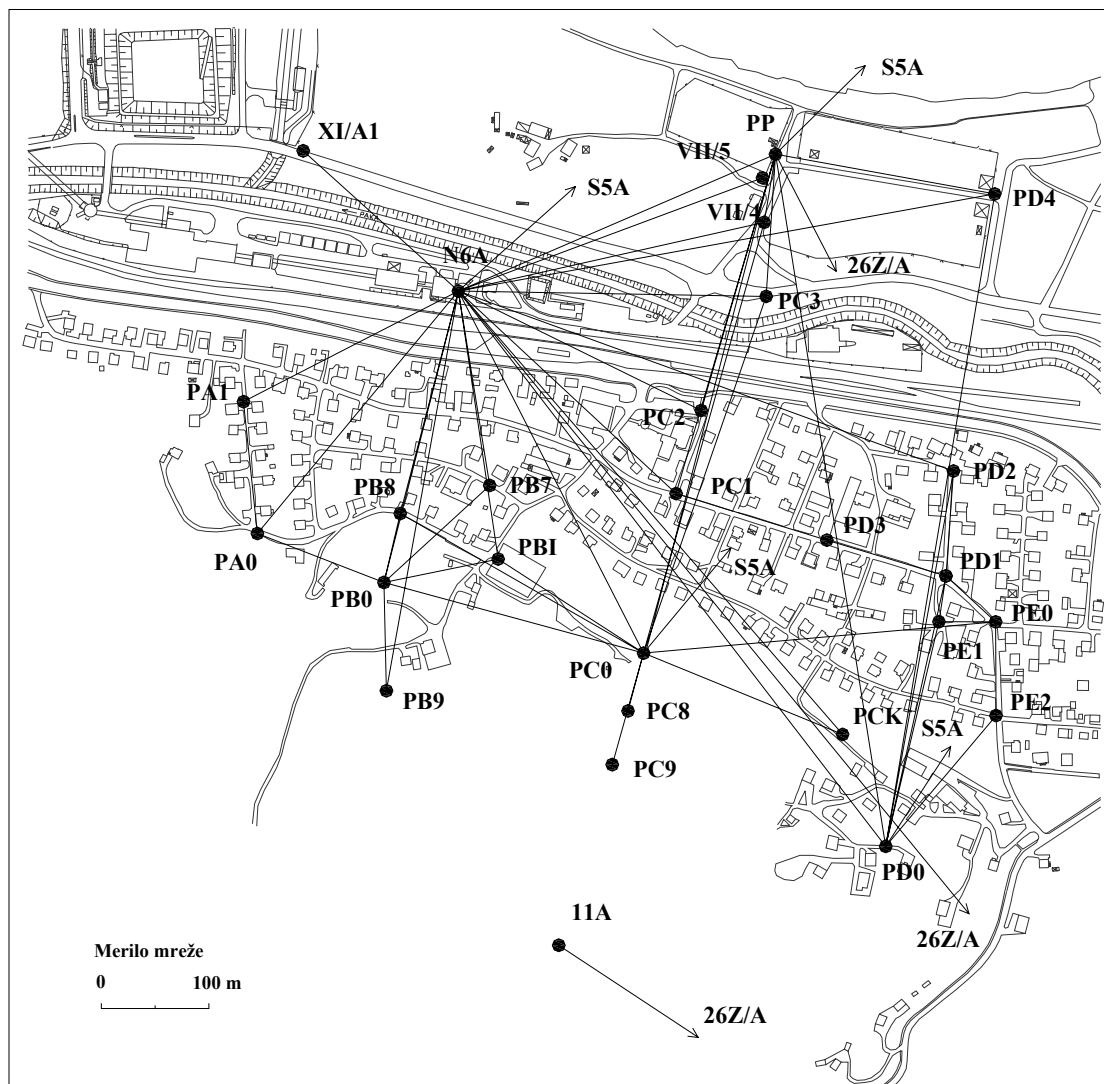 S5A
PP
XI/A1
VII/5
S5A
PD4
VII/4
PAKA
N6A
26Z/A
PC3
PA1
PC2
PD2
PB7
PC1
PB8
PD3
PA0
PBI
S5A
PD1
PB0
PE0
PE1
PC0
PB9
PC8
PE2
PCK
S5A
PC9
PD0
11A
26Z/A
Merilo mreže
0 100 m
26Z/A